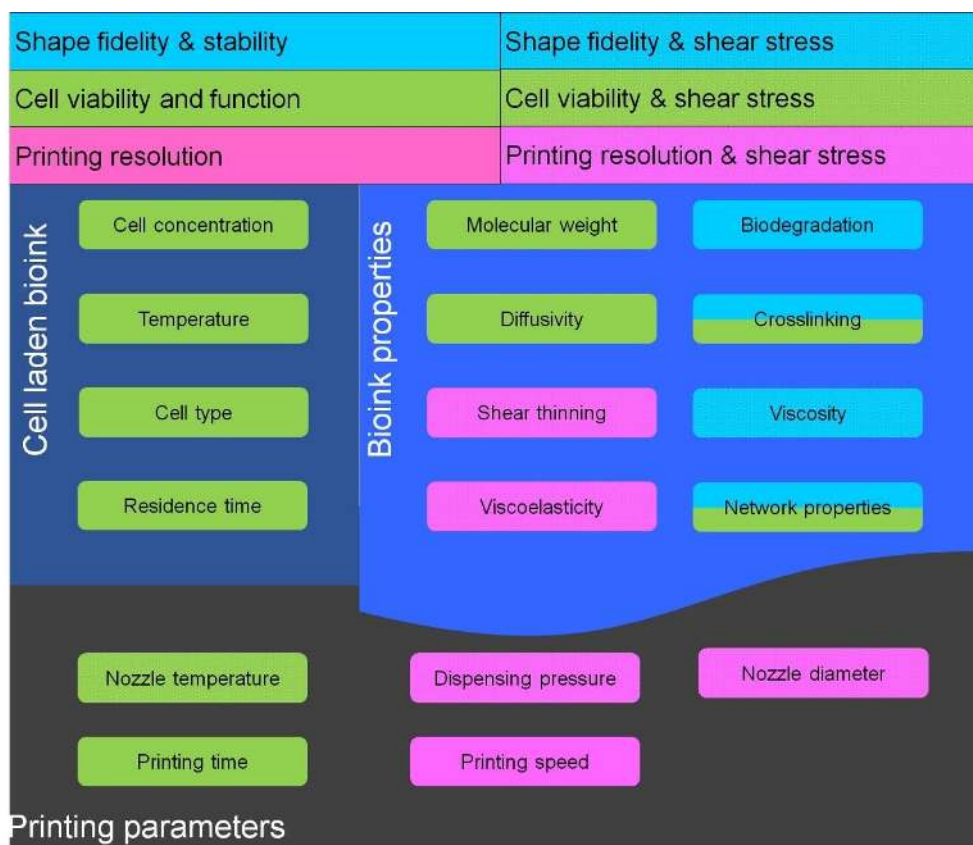 Shape fidelity & stability
Shape fidelity & shear stress
Cell viability and function
Cell viability & shear stress
Printing resolution
Printing resolution & shear stress
Cell laden bioink
Cell concentration
Temperature
Cell type
Residence time
Bioink properties
Molecular weight
Biodegradation
Diffusivity
Crosslinking
Shear thinning
Viscosity
Viscoelasticity
Network properties
Nozzle temperature
Dispensing pressure
Nozzle diameter
Printing time
Printing speed
Printing parameters